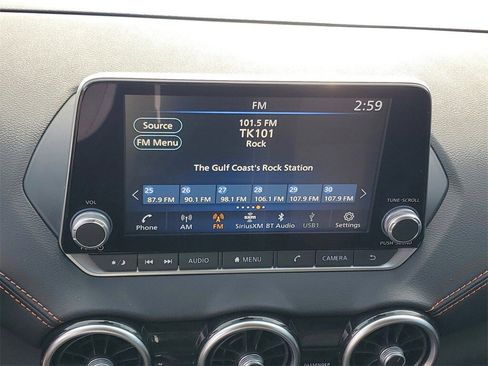 FM 2:59
101.5 FM
Source TK101
FM Menu Rock
The Gulf Coast's Rock Station
25 26 27 28 29 30
87.9 FM 90.1 FM 98.1 FM 106.1 FM 107.9 FM 107.9 FM
VOL TUNE·SCROLL
Phone AM FM SiriusXM BT Audio USB1 Settings
PUSH SOUND
AUDIO MENU CAMERA
PASSENGER